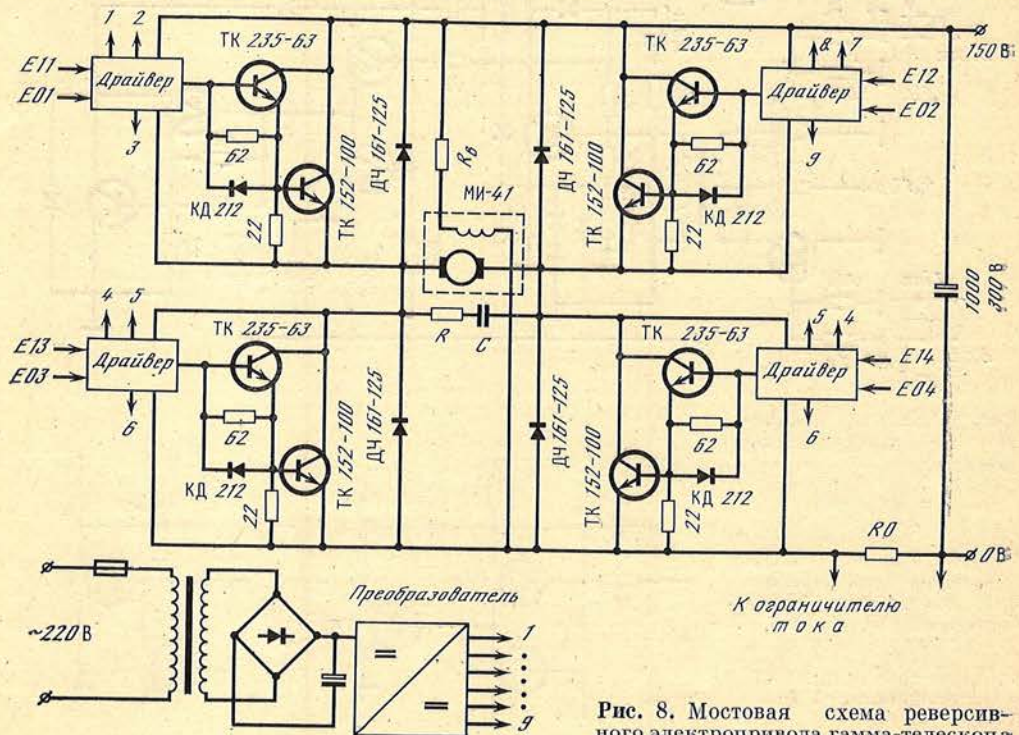 1 2
ТК 235-63
ТК 235-63
8 7
150 В
E11
E01
Драйвер
Драйвер
E12
E02
3
62
КД 212
22
ТК 152-100
ДЧ 161-125
Rв
МИ-41
ДЧ 161-125
ТК 152-100
62
КД 212
22
9
1000
300 В
4 5
ТК 235-63
R
C
ТК 235-63
5 4
E13
E03
Драйвер
Драйвер
E14
E04
6
62
КД 212
22
ТК 152-100
ДЧ 161-125
ДЧ 161-125
ТК 152-100
62
КД 212
22
6
R0
0 В
К ограничителю
тока
~220 В
Преобразователь
=
=
1
9
Рис. 8. Мостовая схема реверсив-
ного электропривода гамма-телескопа